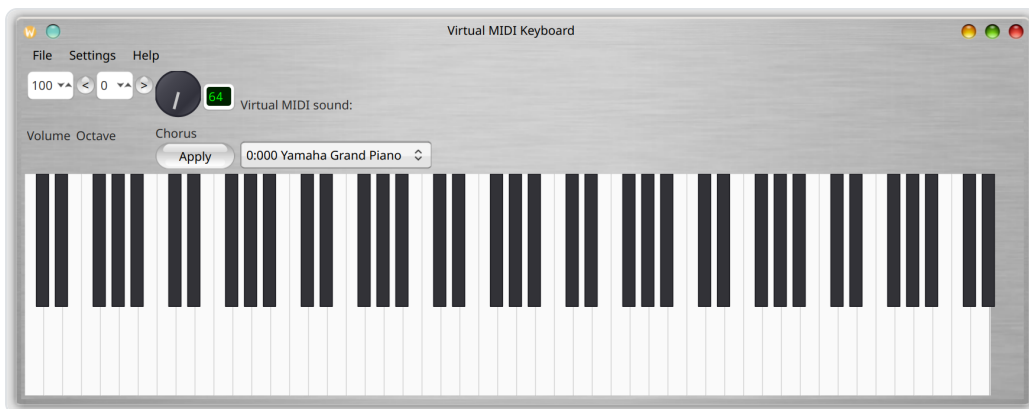 Virtual MIDI Keyboard
File Settings Help
100 < 0 > 64 Virtual MIDI sound:
Volume Octave Chorus
Apply 0:000 Yamaha Grand Piano